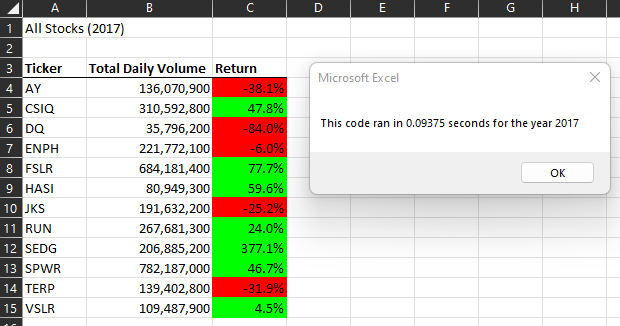 A B C D E F G H
1 All Stocks (2017)
2
3 Ticker Total Daily Volume Return
Microsoft Excel
4 AY 136,070,900 -38.1%
5 CSIQ 310,592,800 47.8%
This code ran in 0.09375 seconds for the year 2017
6 DQ 35,796,200 -84.0%
7 ENPH 221,772,100 -6.0%
8 FSLR 684,181,400 77.7%
OK
9 HASI 80,949,300 59.6%
10 JKS 191,632,200 -25.2%
11 RUN 267,681,300 24.0%
12 SEDG 206,885,200 377.1%
13 SPWR 782,187,000 46.7%
14 TERP 139,402,800 -31.9%
15 VSLR 109,487,900 4.5%